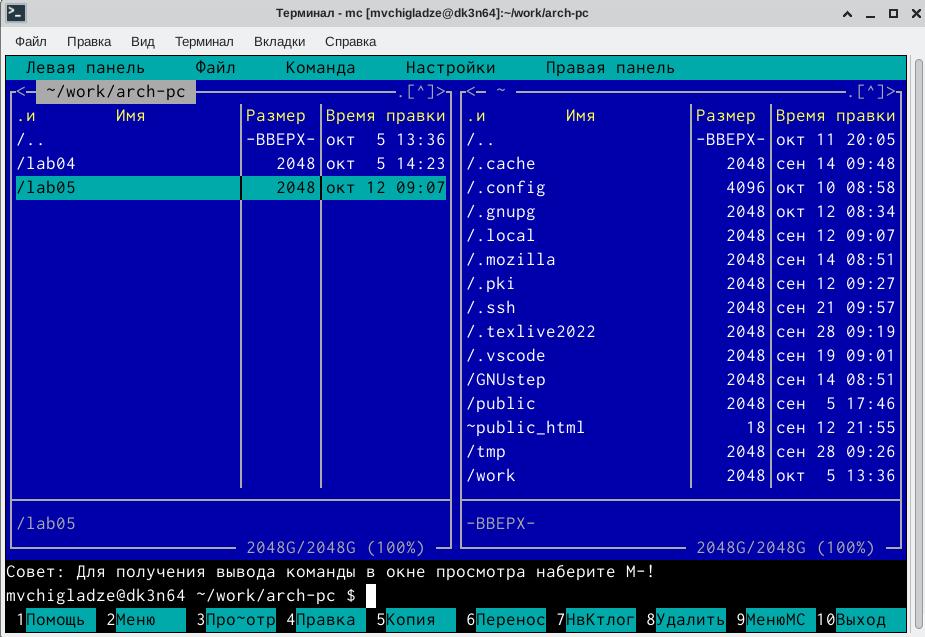 Терминал - mc [mvchigladze@dk3n64]:~/work/arch-pc
Файл Правка Вид Терминал Вкладки Справка
Левая панель Файл Команда Настройки Правая панель
<─ ~/work/arch-pc .[^]>
.и Имя Размер Время правки
/.. -ВВЕРХ- окт 5 13:36
/lab04 2048 окт 5 14:23
/lab05 2048 окт 12 09:07
/lab05
2048G/2048G (100%)
<─ ~ .[^]>
.и Имя Размер Время правки
/.. -ВВЕРХ- окт 11 20:05
/.cache 2048 сен 14 09:48
/.config 4096 окт 10 08:58
/.gnupg 2048 окт 12 08:34
/.local 2048 сен 12 09:07
/.mozilla 2048 сен 14 08:51
/.pki 2048 сен 12 09:27
/.ssh 2048 сен 21 09:57
/.texlive2022 2048 сен 28 09:19
/.vscode 2048 сен 19 09:01
/GNUstep 2048 сен 14 08:51
/public 2048 сен 5 17:46
~public_html 18 сен 12 21:55
/tmp 2048 сен 28 09:26
/work 2048 окт 5 13:36
-ВВЕРХ-
2048G/2048G (100%)
Совет: Для получения вывода команды в окне просмотра наберите M-!
mvchigladze@dk3n64 ~/work/arch-pc $
1Помощь 2Меню 3Про~отр 4Правка 5Копия 6Перенос 7НвКтлог 8Удалить 9МенюMC 10Выход